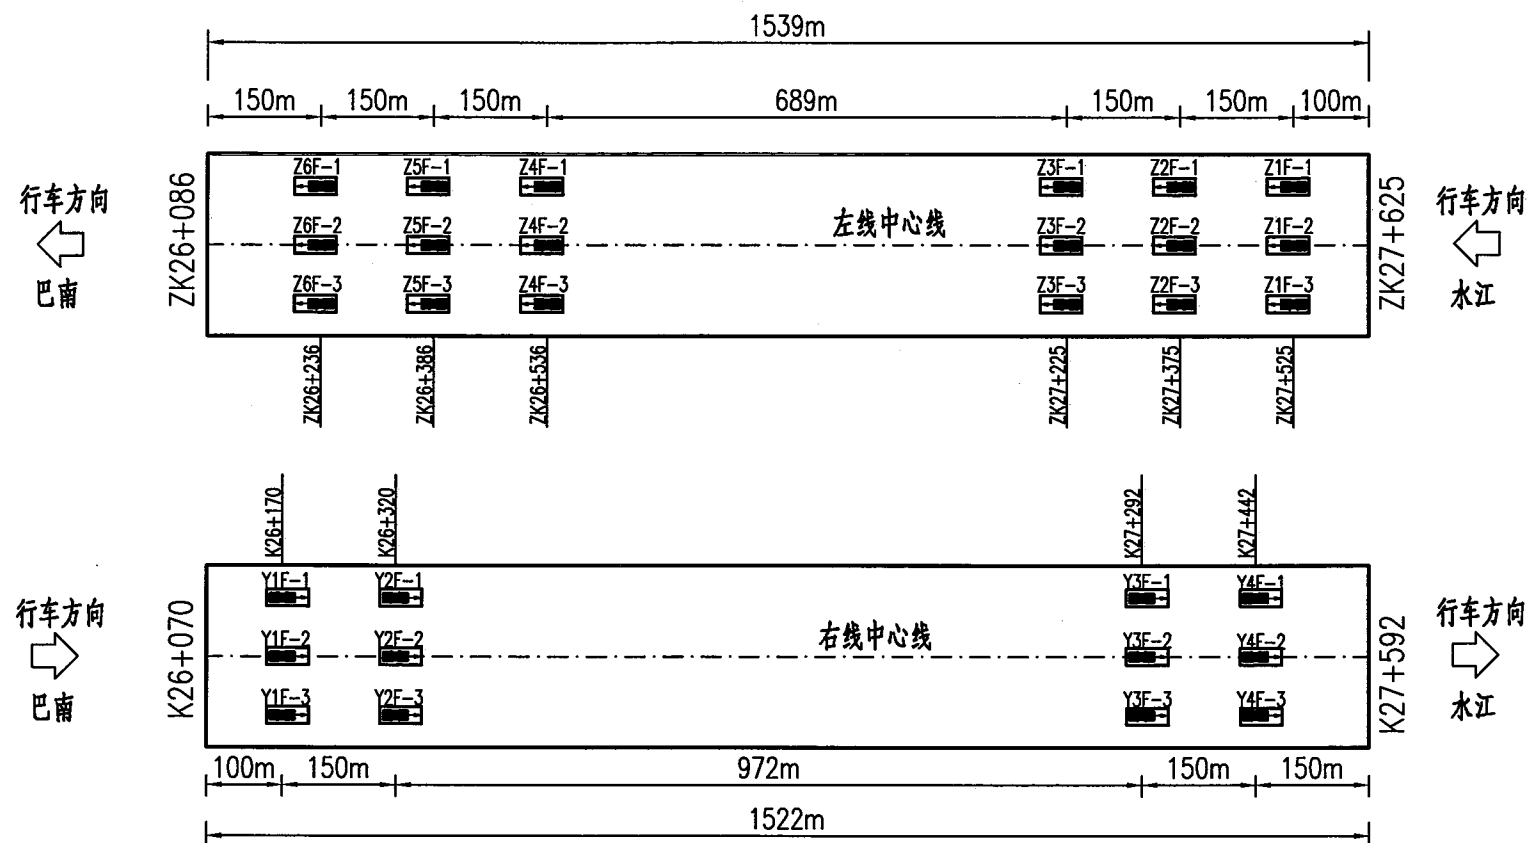 1539m
150m 150m 150m 689m 150m 150m 100m
Z6F-1 Z5F-1 Z4F-1 Z3F-1 Z2F-1 Z1F-1
行车方向 ZK26+086 左线中心线 ZK27+625 行车方向
Z6F-2 Z5F-2 Z4F-2 Z3F-2 Z2F-2 Z1F-2
巴南 水江
Z6F-3 Z5F-3 Z4F-3 Z3F-3 Z2F-3 Z1F-3
ZK26+236 ZK26+386 ZK26+536 ZK27+225 ZK27+375 ZK27+525
K26+170 K26+320 K27+292 K27+442
Y1F-1 Y2F-1 Y3F-1 Y4F-1
行车方向 K26+070 右线中心线 K27+592 行车方向
Y1F-2 Y2F-2 Y3F-2 Y4F-2
巴南 水江
Y1F-3 Y2F-3 Y3F-3 Y4F-3
100m 150m 972m 150m 150m
1522m